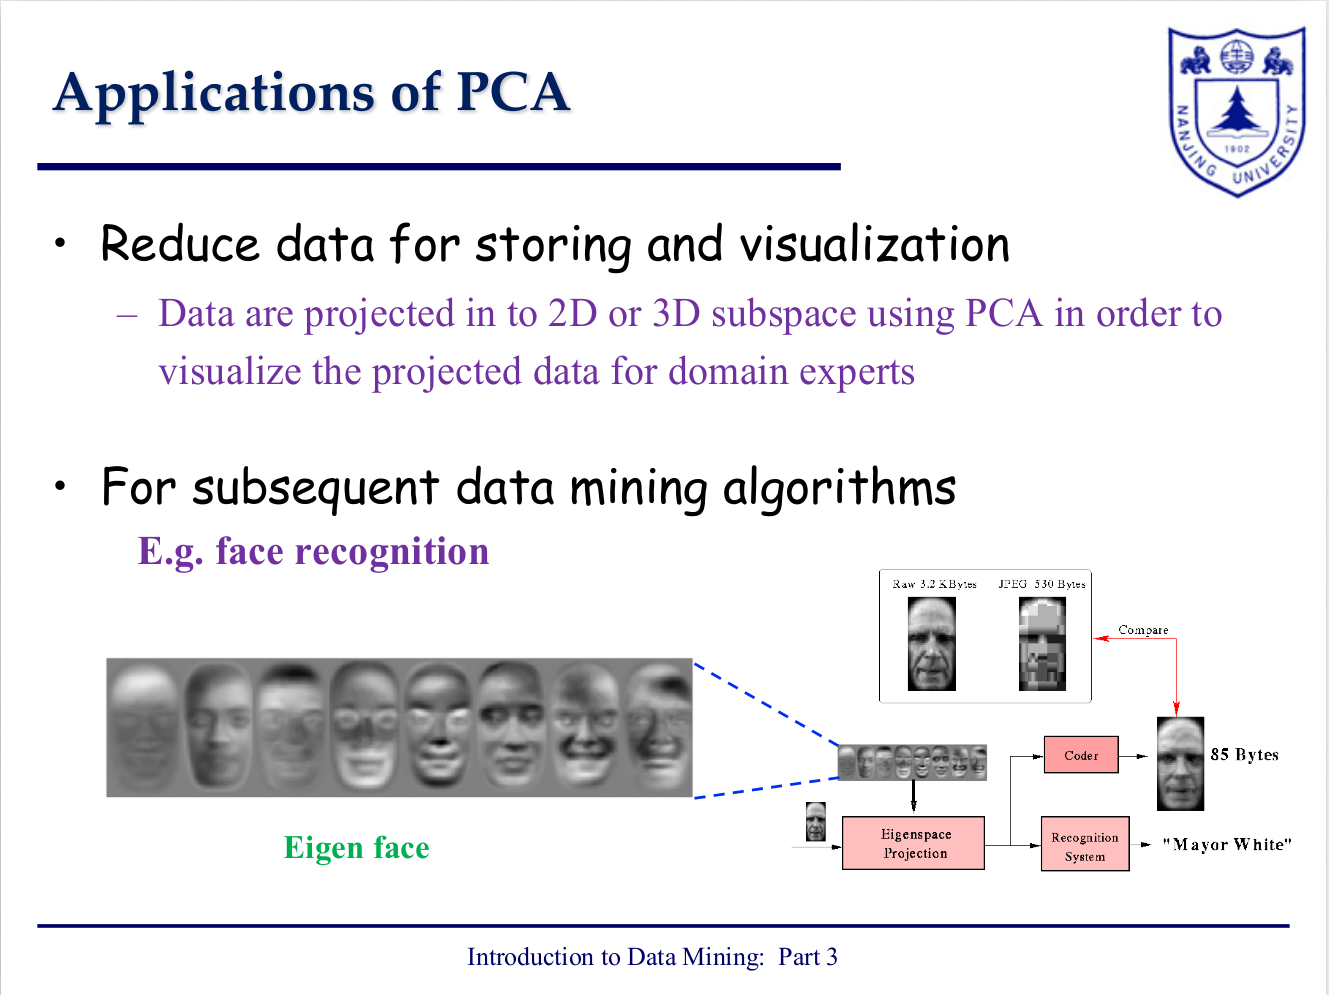 Applications of PCA
NANJING UNIVERSITY
1902
• Reduce data for storing and visualization
– Data are projected in to 2D or 3D subspace using PCA in order to
visualize the projected data for domain experts
• For subsequent data mining algorithms
E.g. face recognition
Raw 3.2 KBytes
JPEG 530 Bytes
Compare
Coder
85 Bytes
Eigenspace
Projection
Recognition
System
"Mayor White"
Eigen face
Introduction to Data Mining: Part 3